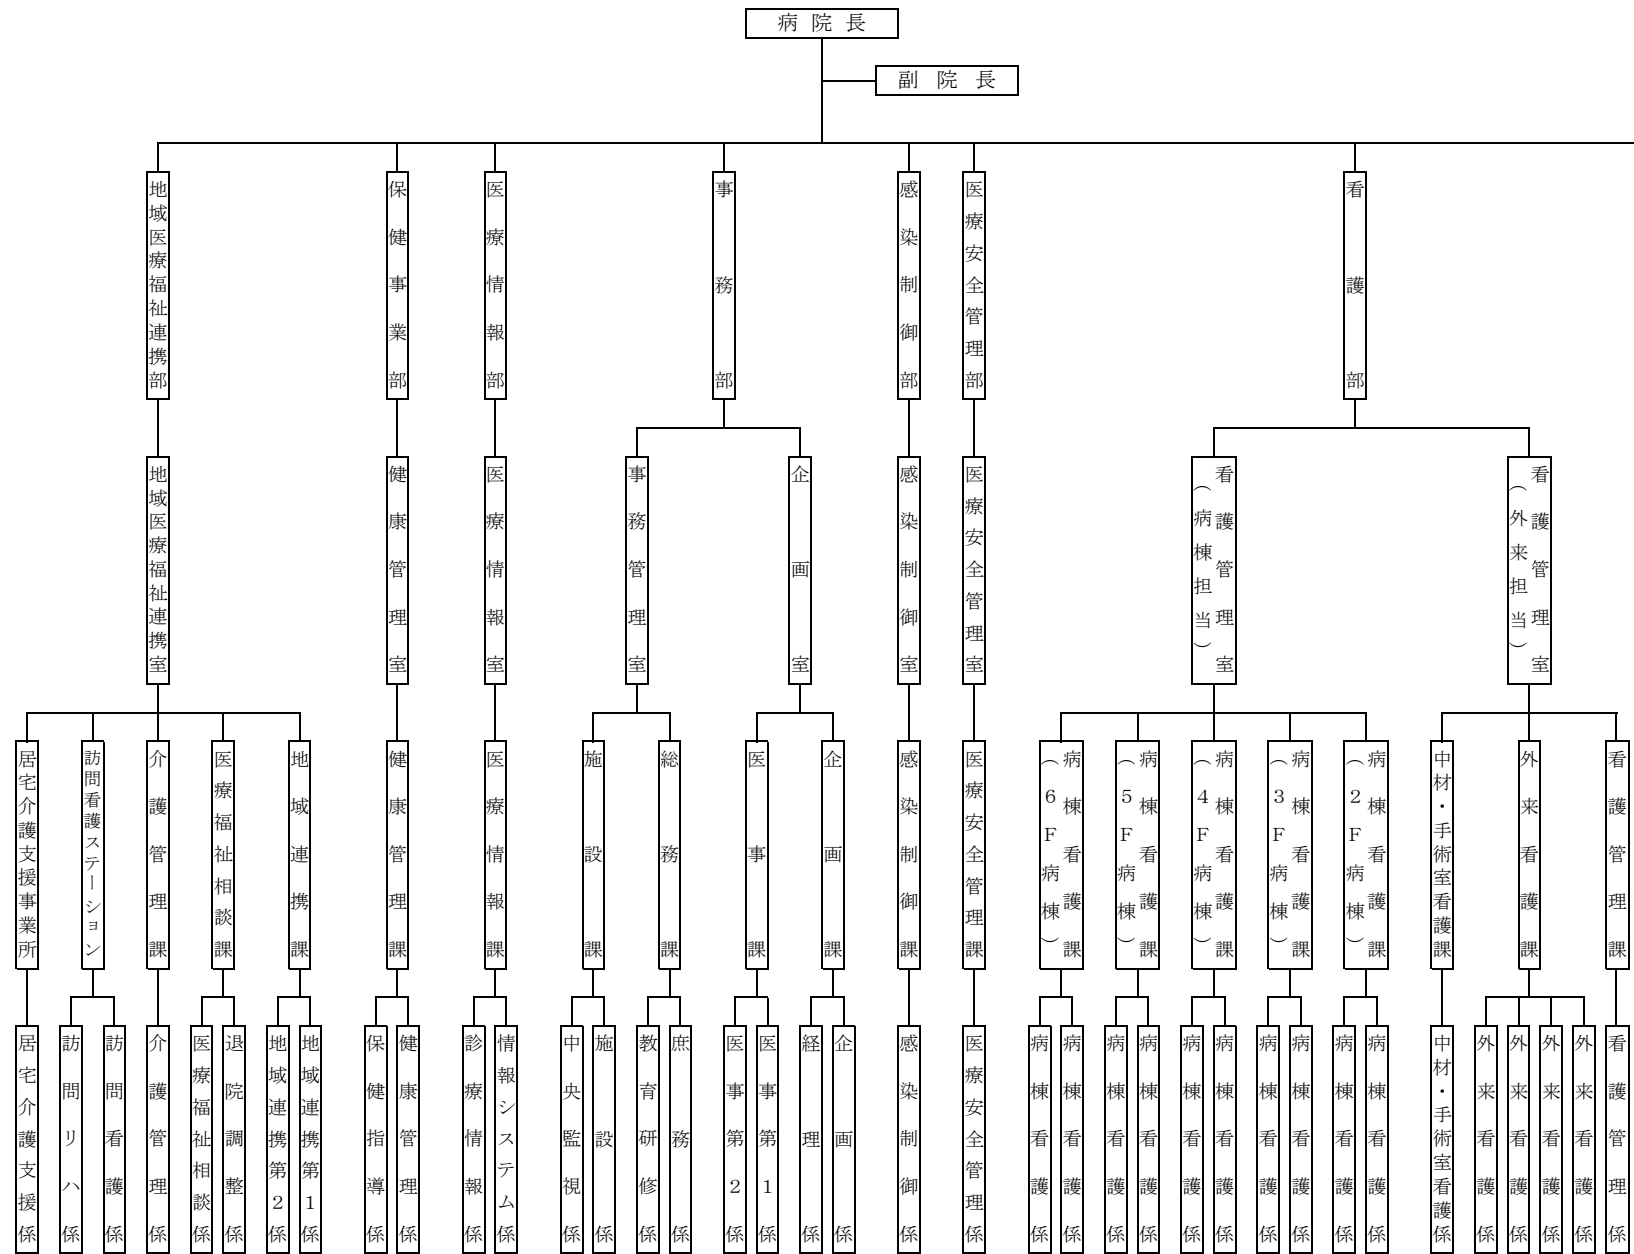 病院長
副院長
地域医療福祉連携部
保健事業部
医療情報部
事務部
感染制御部
医療安全管理部
看護部
地域医療福祉連携室
健康管理室
医療情報室
事務管理室
企画室
感染制御室
医療安全管理室
看護管理室
（病棟担当）
看護管理室
（外来担当）
居宅介護支援事業所
訪問看護ステーション
介護管理課
医療福祉相談課
地域連携課
健康管理課
医療情報課
施設課
総務課
医事課
企画課
感染制御課
医療安全管理課
病棟看護課
（６Ｆ病棟）
病棟看護課
（５Ｆ病棟）
病棟看護課
（４Ｆ病棟）
病棟看護課
（３Ｆ病棟）
病棟看護課
（２Ｆ病棟）
中材・手術室看護課
外来看護課
看護管理課
居宅介護支援係
訪問リハ係
訪問看護係
介護管理係
医療福祉相談係
退院調整係
地域連携第２係
地域連携第１係
保健指導係
健康管理係
診療情報係
情報システム係
中央監視係
施設係
教育研修係
庶務係
医事第２係
医事第１係
経理係
企画係
感染制御係
医療安全管理係
病棟看護係
病棟看護係
病棟看護係
病棟看護係
病棟看護係
病棟看護係
病棟看護係
病棟看護係
病棟看護係
病棟看護係
中材・手術室看護係
外来看護係
外来看護係
外来看護係
外来看護係
看護管理係